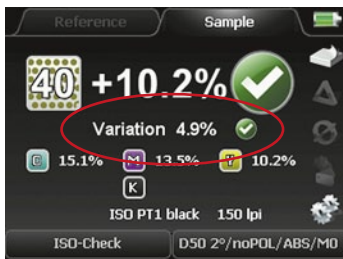 Reference Sample
40 +10.2%
Variation 4.9%
C 15.1% M 13.5% Y 10.2%
K
ISO PT1 black 150 lpi
ISO-Check D50 2°/noPOL/ABS/M0